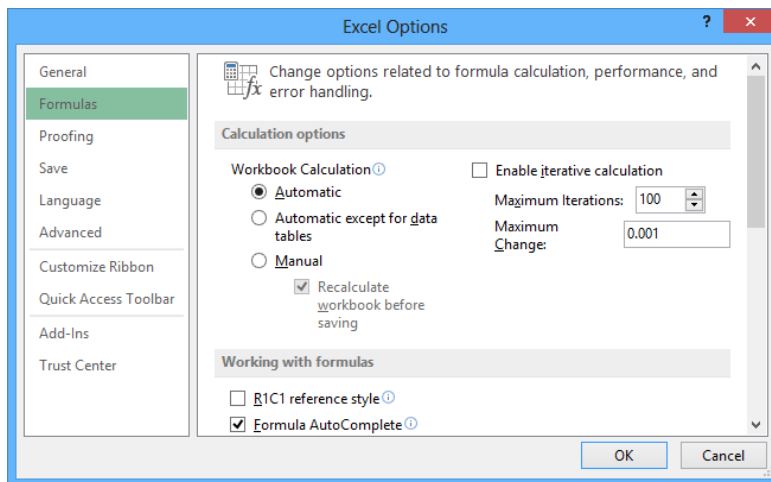 Excel Options
?
General
Formulas
Proofing
Save
Language
Advanced
Customize Ribbon
Quick Access Toolbar
Add-Ins
Trust Center
fx
Change options related to formula calculation, performance, and
error handling.
Calculation options
Workbook Calculation
Automatic
Automatic except for data
tables
Manual
Recalculate
workbook before
saving
Enable iterative calculation
Maximum Iterations: 100
Maximum
Change: 0.001
Working with formulas
R1C1 reference style
Formula AutoComplete
OK Cancel